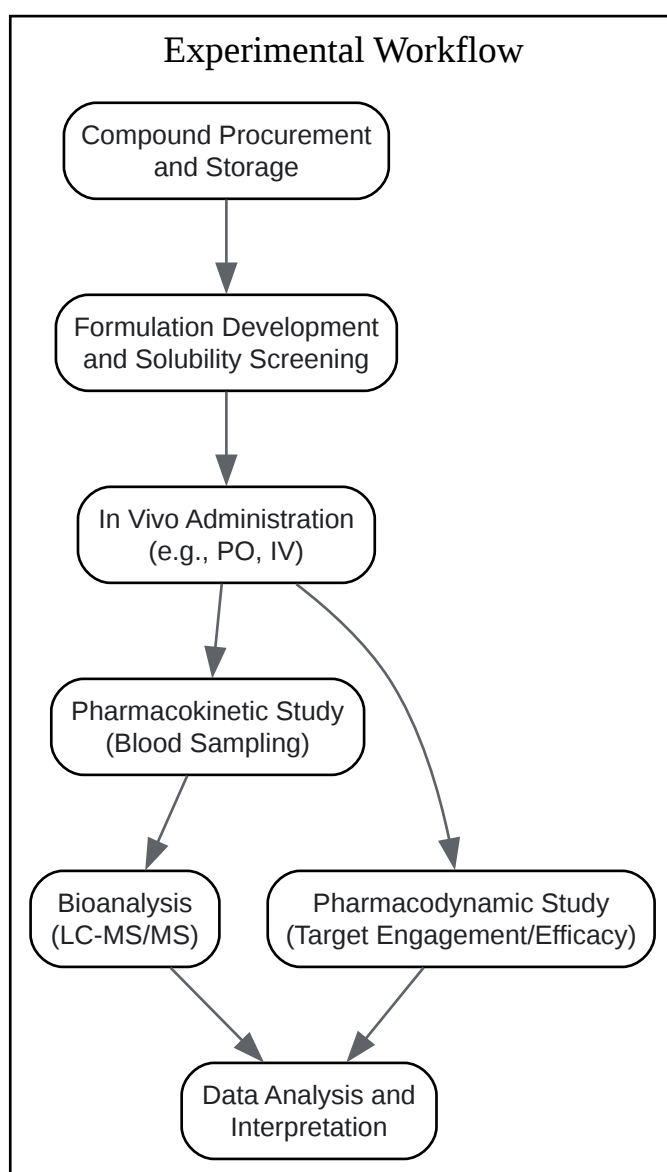 Experimental Workflow
Compound Procurement
and Storage
Formulation Development
and Solubility Screening
In Vivo Administration
(e.g., PO, IV)
Pharmacokinetic Study
(Blood Sampling)
Bioanalysis
(LC-MS/MS)
Pharmacodynamic Study
(Target Engagement/Efficacy)
Data Analysis and
Interpretation